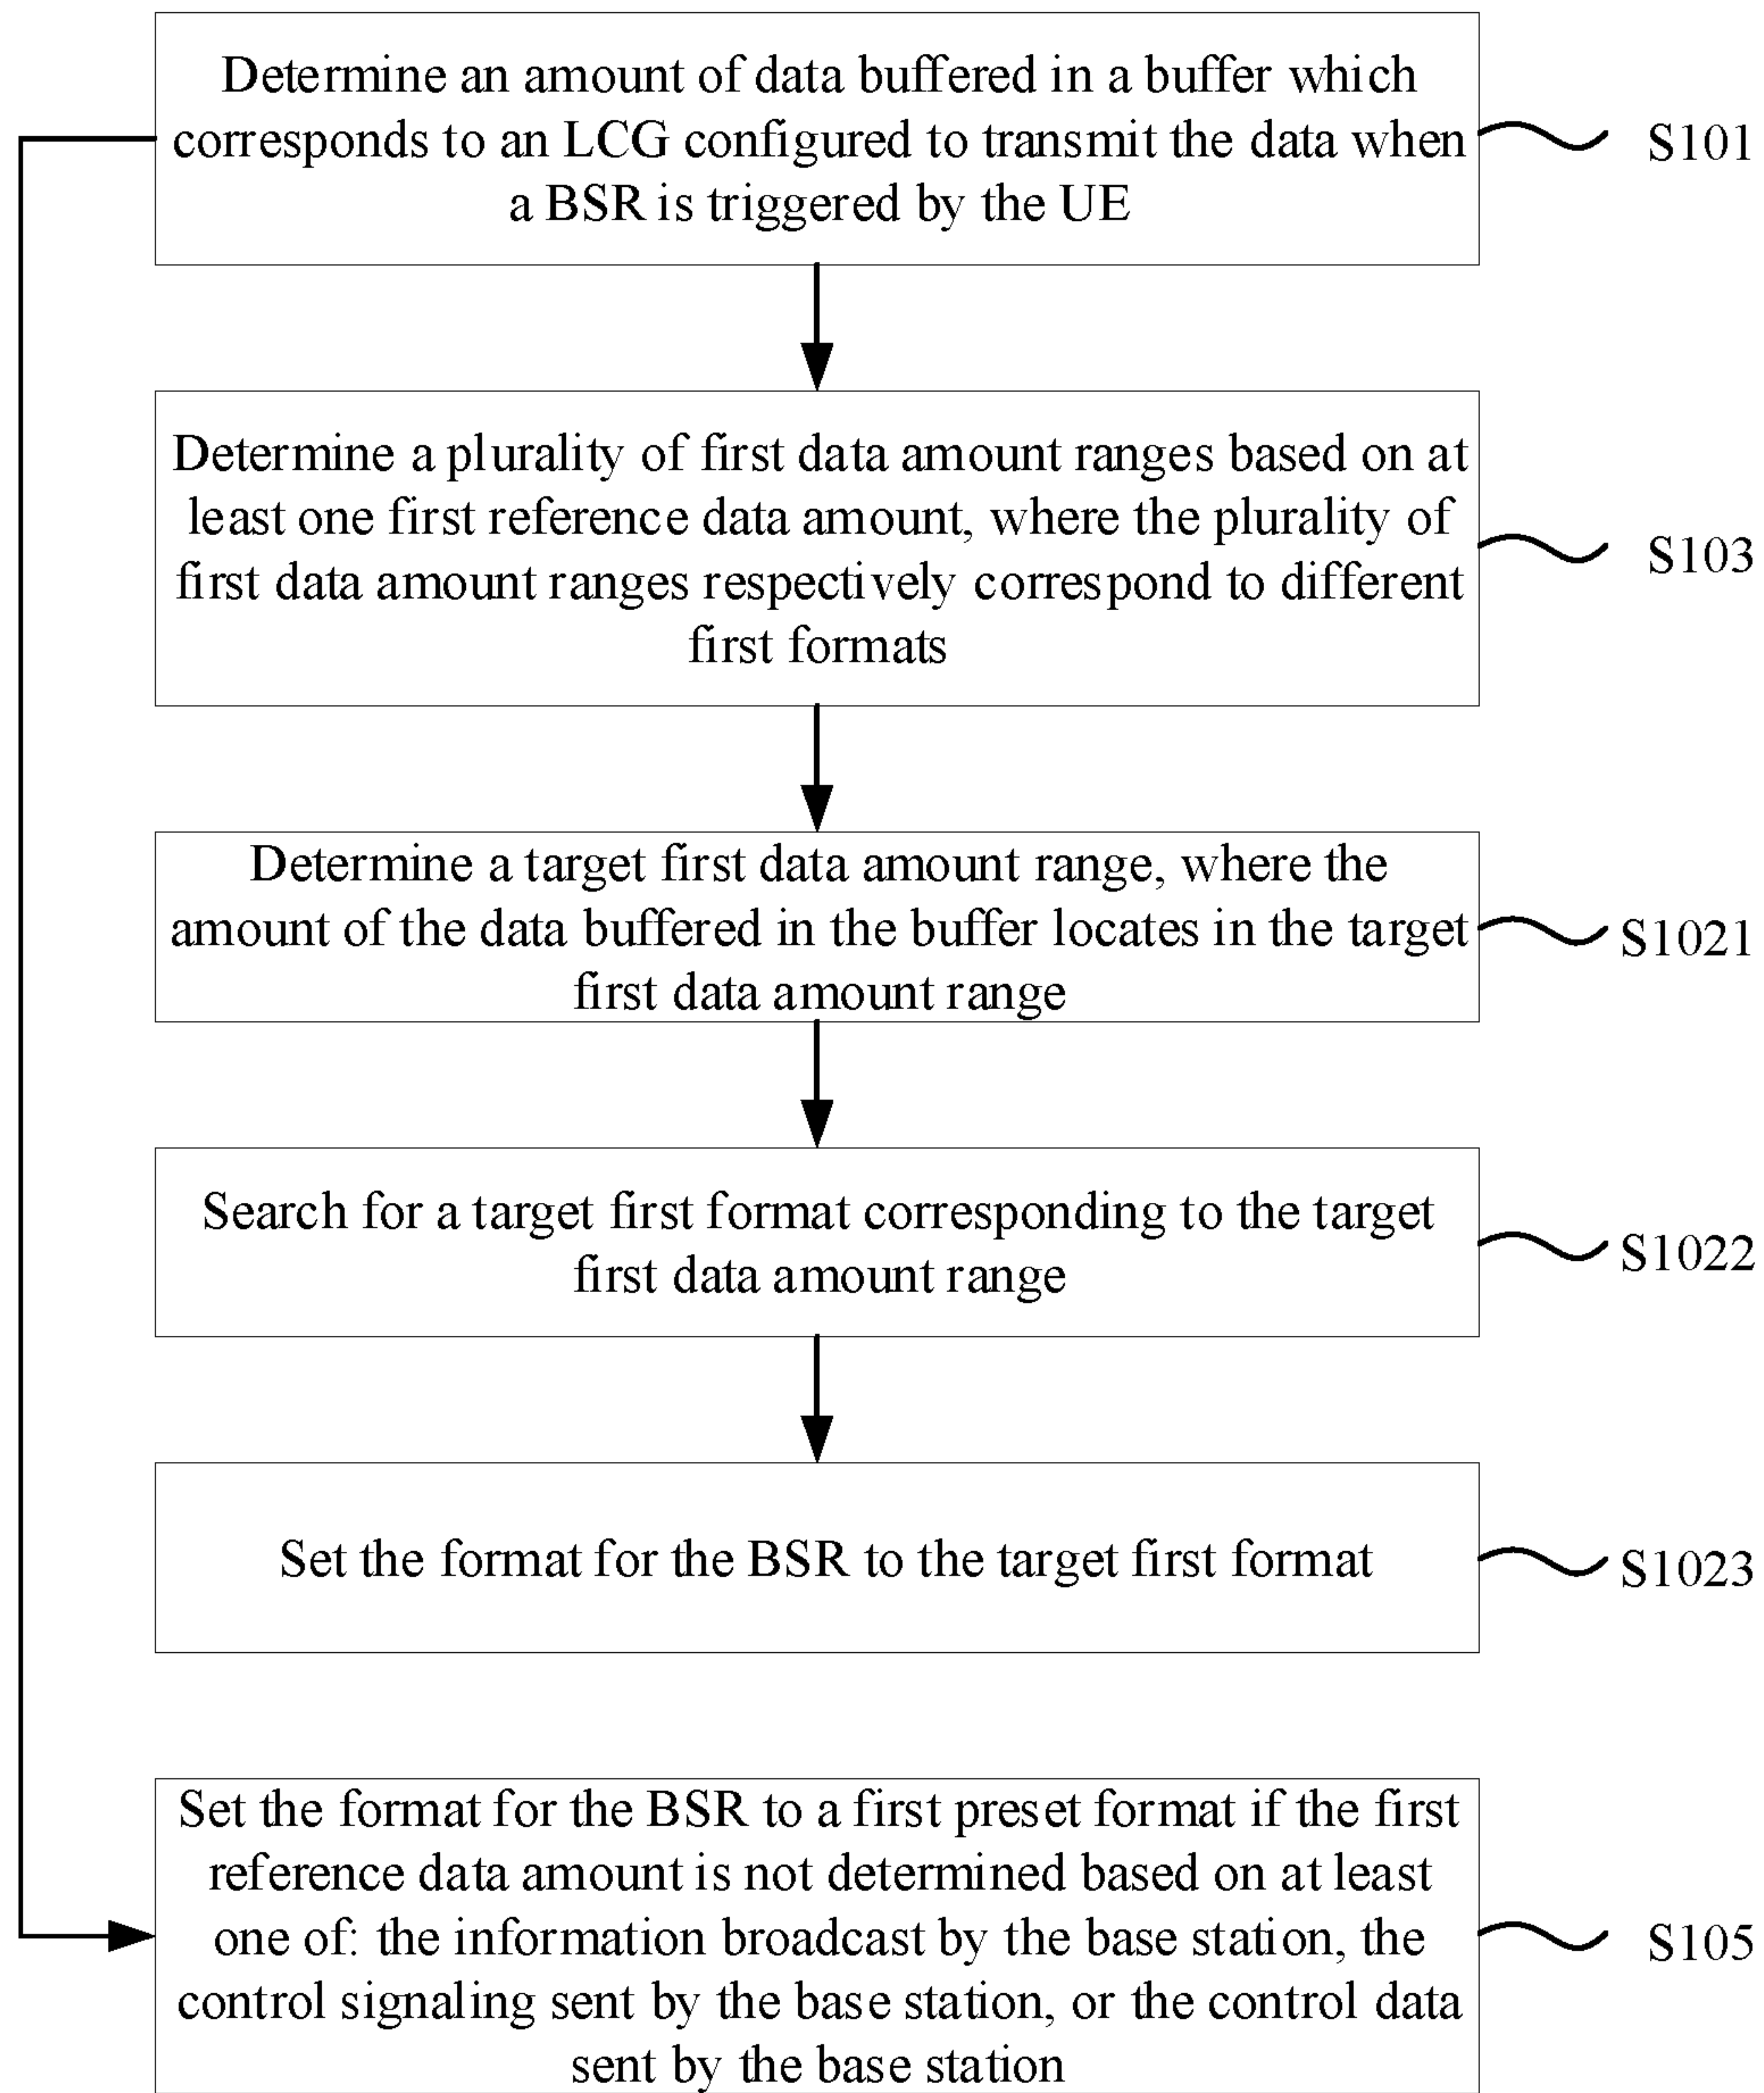 Determine an amount of data buffered in a buffer which
corresponds to an LCG configured to transmit the data when
a BSR is triggered by the UE
S101
Determine a plurality of first data amount ranges based on at
least one first reference data amount, where the plurality of
first data amount ranges respectively correspond to different
first formats
S103
Determine a target first data amount range, where the
amount of the data buffered in the buffer locates in the target
first data amount range
S1021
Search for a target first format corresponding to the target
first data amount range
S1022
Set the format for the BSR to the target first format
S1023
Set the format for the BSR to a first preset format if the first
reference data amount is not determined based on at least
one of: the information broadcast by the base station, the
control signaling sent by the base station, or the control data
sent by the base station
S105